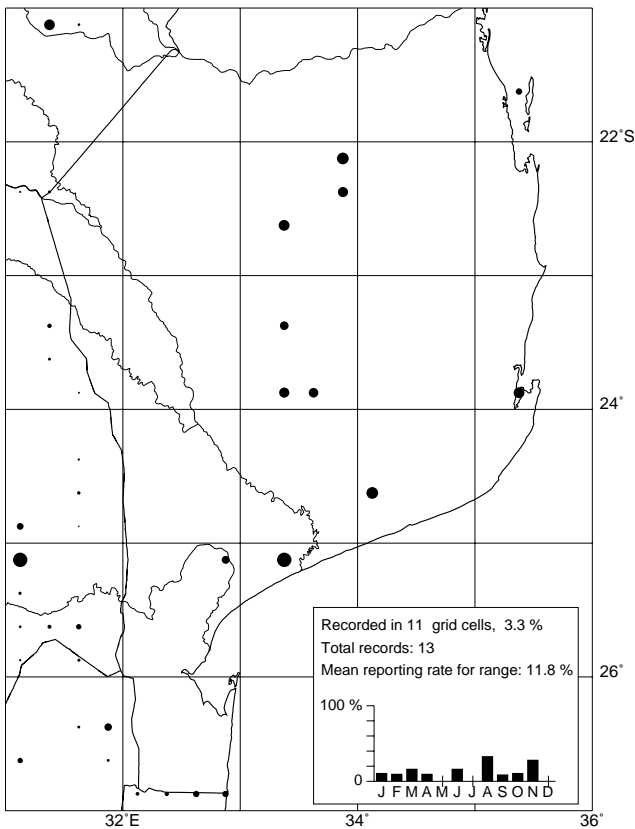 22°S
24°
Recorded in 11 grid cells, 3.3 %
Total records: 13
Mean reporting rate for range: 11.8 %
26°
100 %
0
J F M A M J J A S O N D
32°E
34°
36°